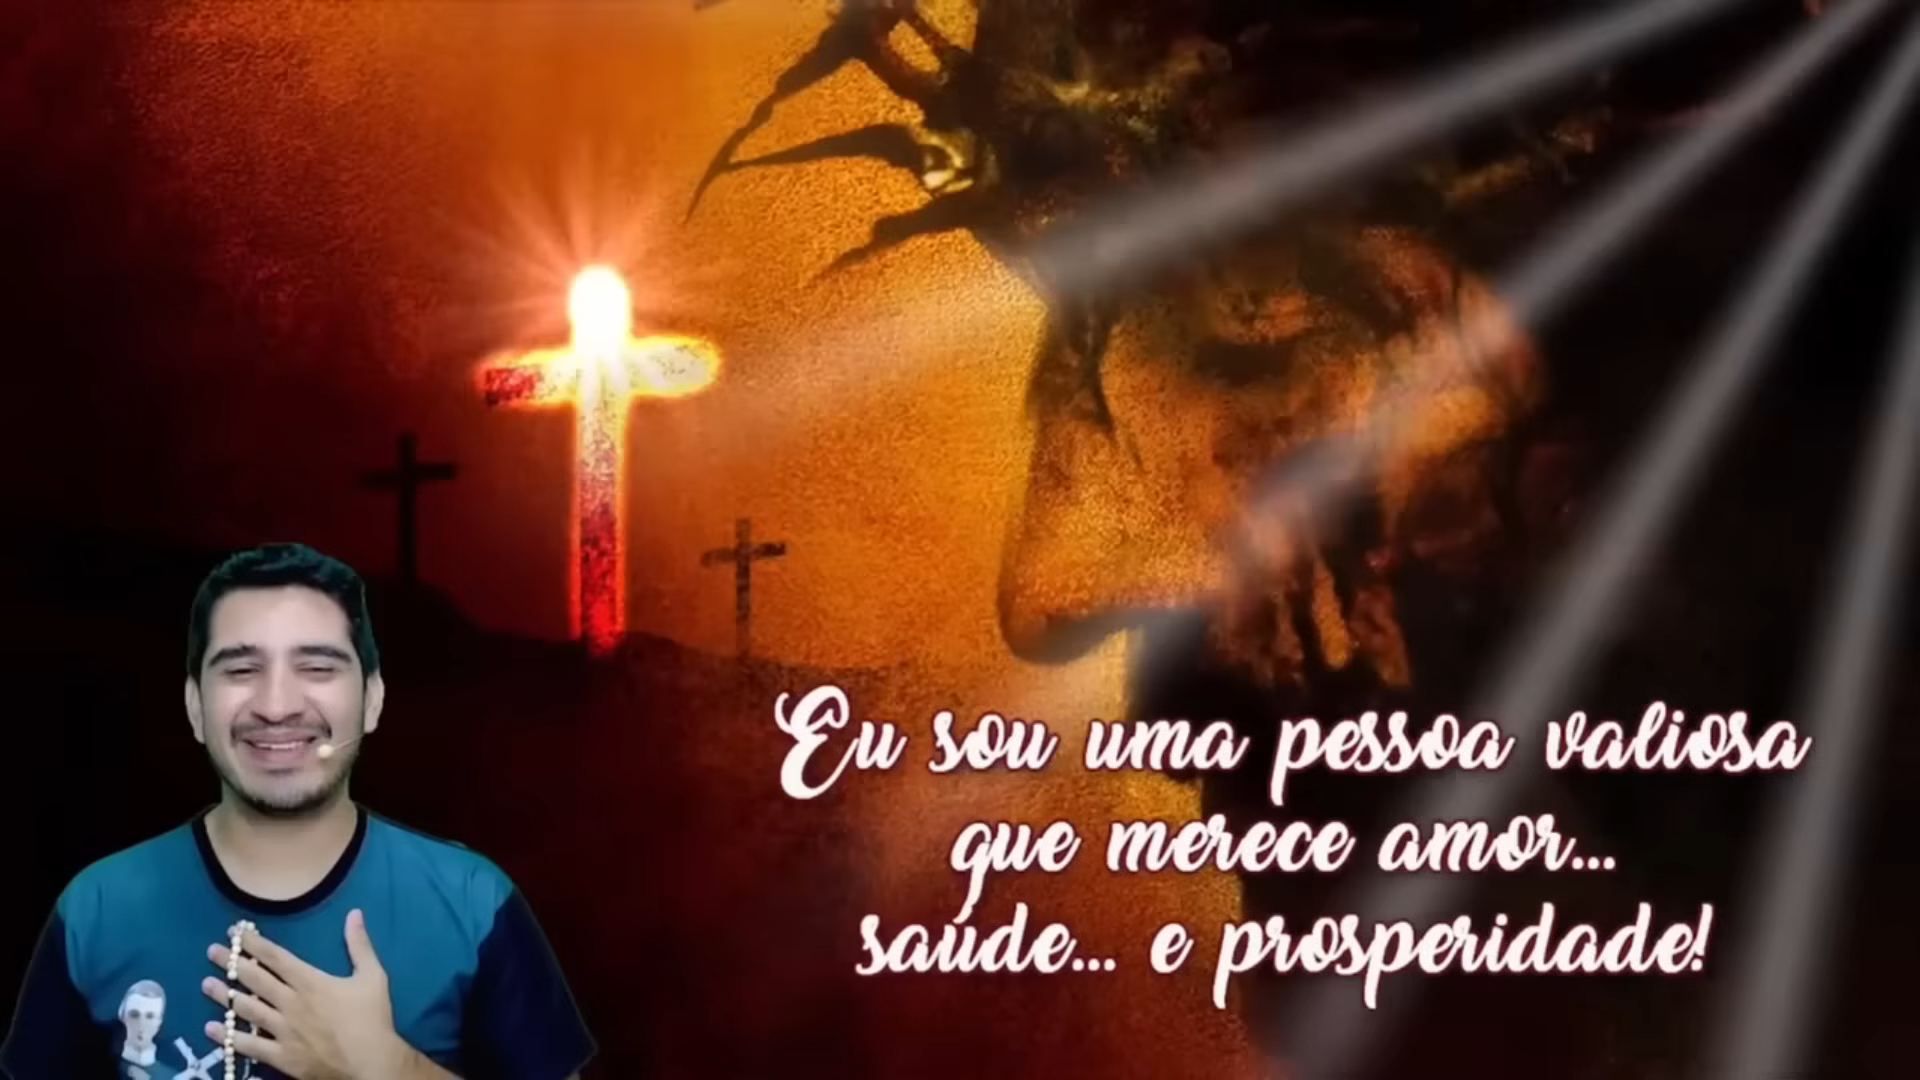 Eu sou uma pessoa valiosa
que merece amor...
saúde... e prosperidade!